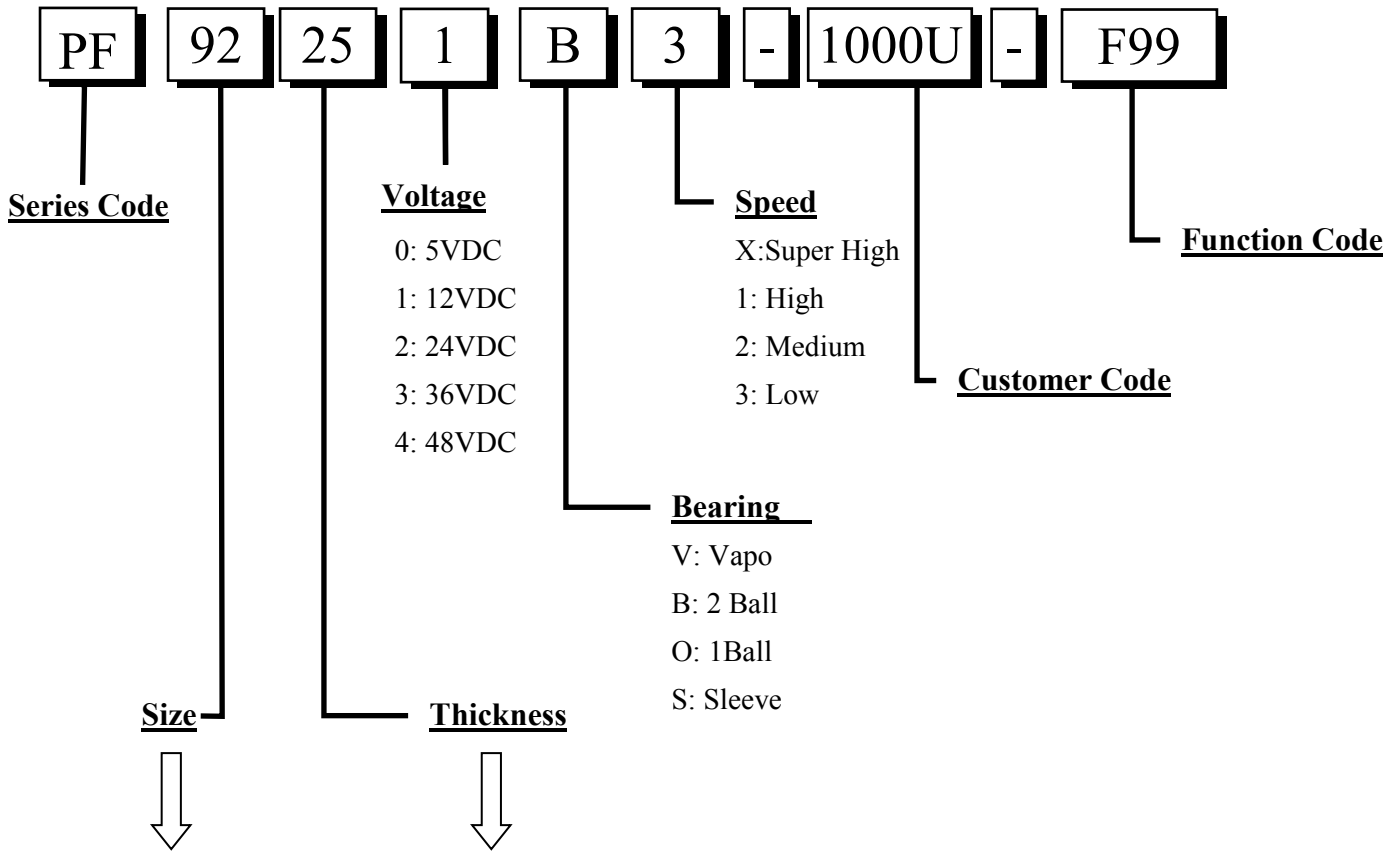 PF 92 25 1 B 3 - 1000U - F99
Series Code
Voltage
0: 5VDC
1: 12VDC
2: 24VDC
3: 36VDC
4: 48VDC
Speed
X:Super High
1: High
2: Medium
3: Low
Function Code
Customer Code
Bearing
V: Vapo
B: 2 Ball
O: 1Ball
S: Sleeve
Size
Thickness